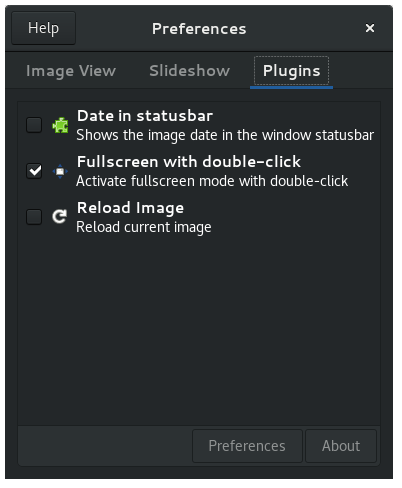 Help
Preferences
Image View
Slideshow
Plugins
Date in statusbar
Shows the image date in the window statusbar
Fullscreen with double-click
Activate fullscreen mode with double-click
Reload Image
Reload current image
Preferences
About